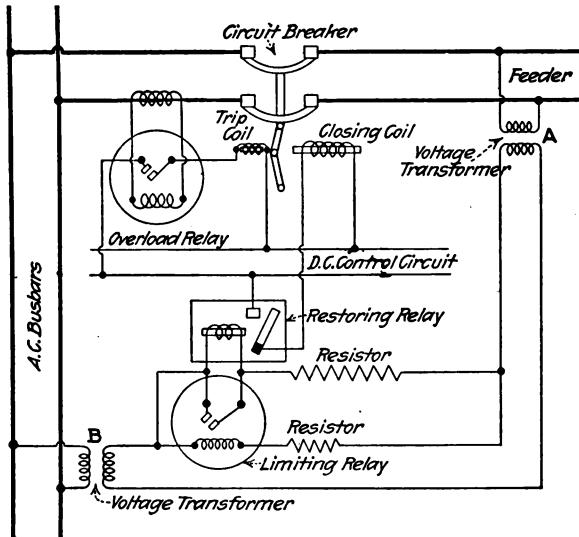 Circuit Breaker
Feeder
Trip
Coil
Closing Coil
Voltage
Transformer
A
Overload Relay
D.C. Control Circuit
A.C. Busbars
Restoring Relay
Resistor
Resistor
B
Limiting Relay
Voltage Transformer